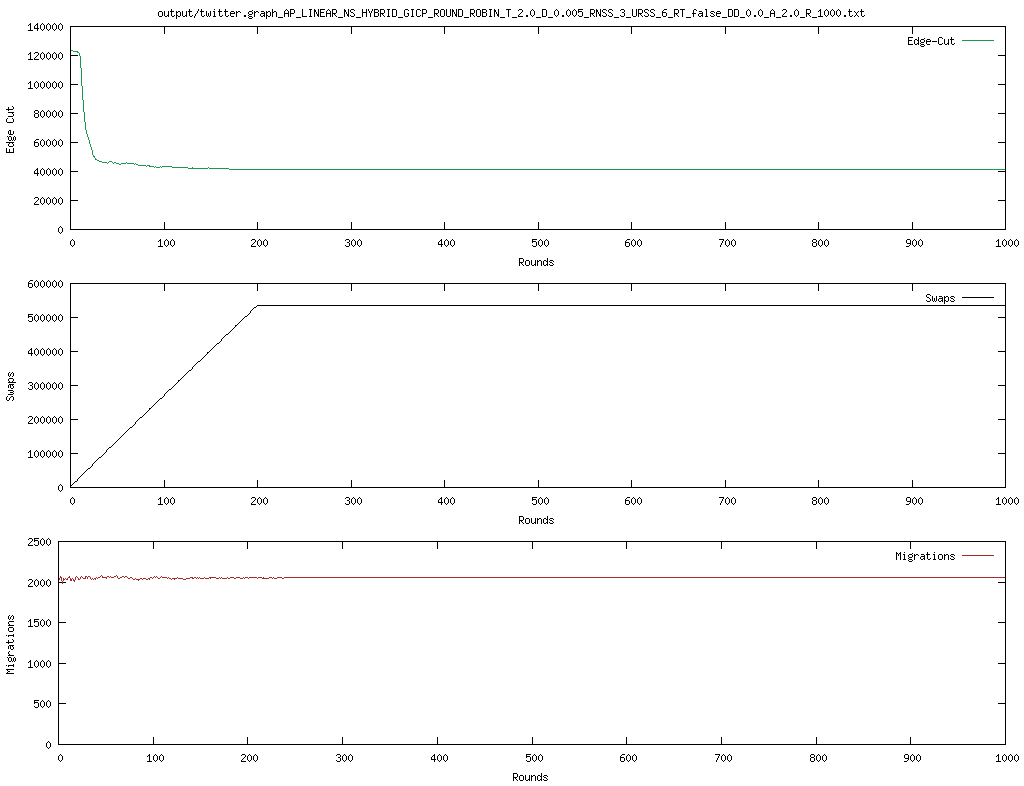 output/twitter.graph_AP_LINEAR_NS_HYBRID_GICP_ROUND_ROBIN_T_2.0_D_0.005_RNSS_3_URSS_6_RT_false_DD_0.0_A_2.0_R_1000.txt
140000
120000
100000
80000
60000
40000
20000
0
Edge Cut
Edge-Cut
0 100 200 300 400 500 600 700 800 900 1000
Rounds
600000
500000
400000
300000
200000
100000
0
Swaps
Swaps
0 100 200 300 400 500 600 700 800 900 1000
Rounds
2500
2000
1500
1000
500
0
Migrations
Migrations
0 100 200 300 400 500 600 700 800 900 1000
Rounds